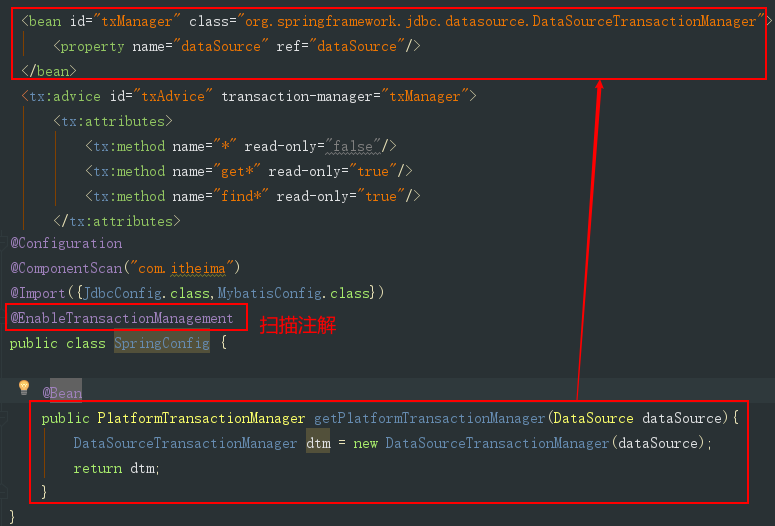 <bean id="txManager" class="org.springframework.jdbc.datasource.DataSourceTransactionManager">
    <property name="dataSource" ref="dataSource"/>
</bean>
<tx:advice id="txAdvice" transaction-manager="txManager">
    <tx:attributes>
        <tx:method name="*" read-only="false"/>
        <tx:method name="get*" read-only="true"/>
        <tx:method name="find*" read-only="true"/>
    </tx:attributes>
@Configuration
@ComponentScan("com.itheima")
@Import({JdbcConfig.class,MybatisConfig.class})
@EnableTransactionManagement 扫描注解
public class SpringConfig {
    @Bean
    public PlatformTransactionManager getPlatformTransactionManager(DataSource dataSource){
        DataSourceTransactionManager dtm = new DataSourceTransactionManager(dataSource);
        return dtm;
    }
}